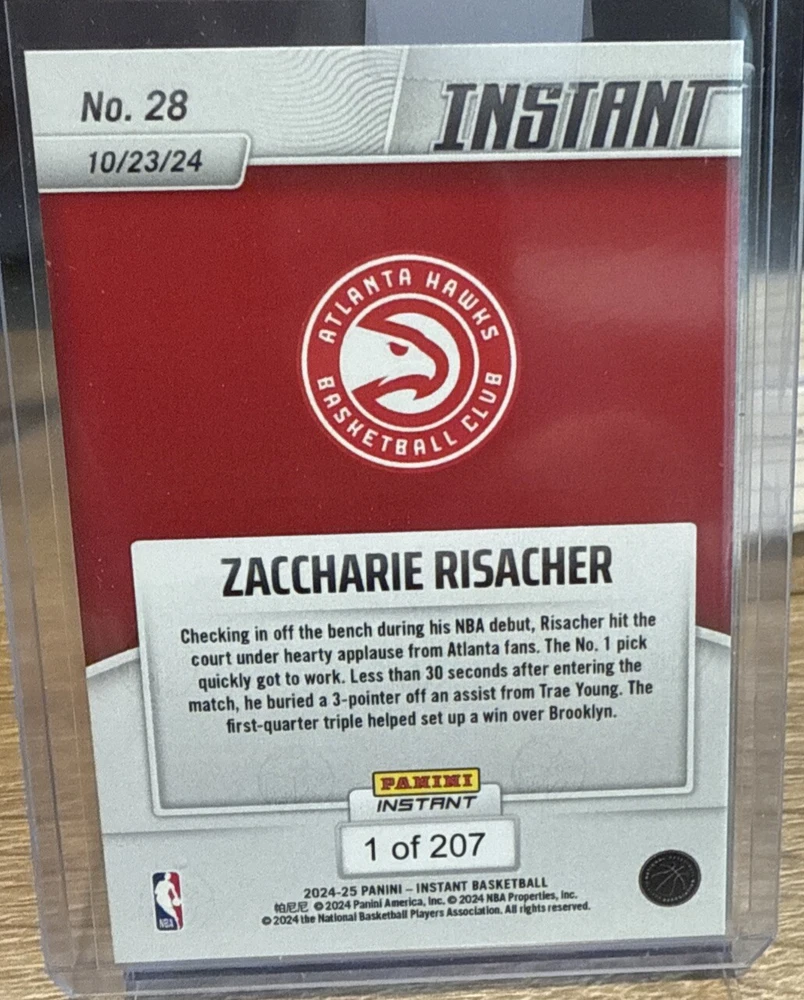 No. 28
INSTANT
10/23/24
ATLANTA HAWKS
BASKETBALL CLUB
ZACCHARIE RISACHER
Checking in off the bench during his NBA debut, Risacher hit the
court under hearty applause from Atlanta fans. The No. 1 pick
quickly got to work. Less than 30 seconds after entering the
match, he buried a 3-pointer off an assist from Trae Young. The
first-quarter triple helped set up a win over Brooklyn.
PANINI
INSTANT
1 of 207
NBA
2024-25 PANINI – INSTANT BASKETBALL
帕尼尼 © 2024 Panini America, Inc. © 2024 NBA Properties, Inc.
© 2024 the National Basketball Players Association. All rights reserved.